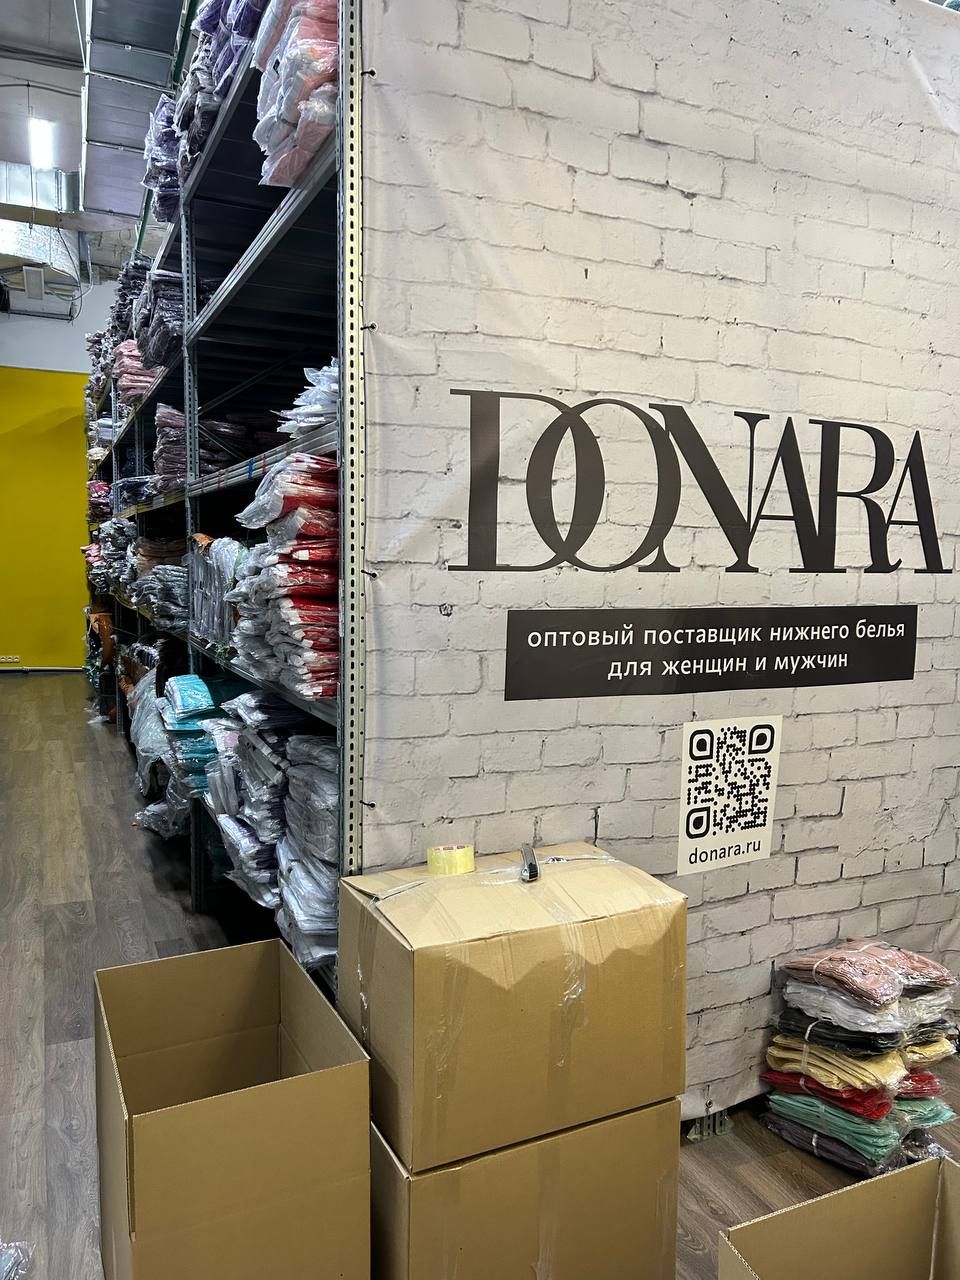 DONARA
оптовый поставщик нижнего белья
для женщин и мужчин
donara.ru